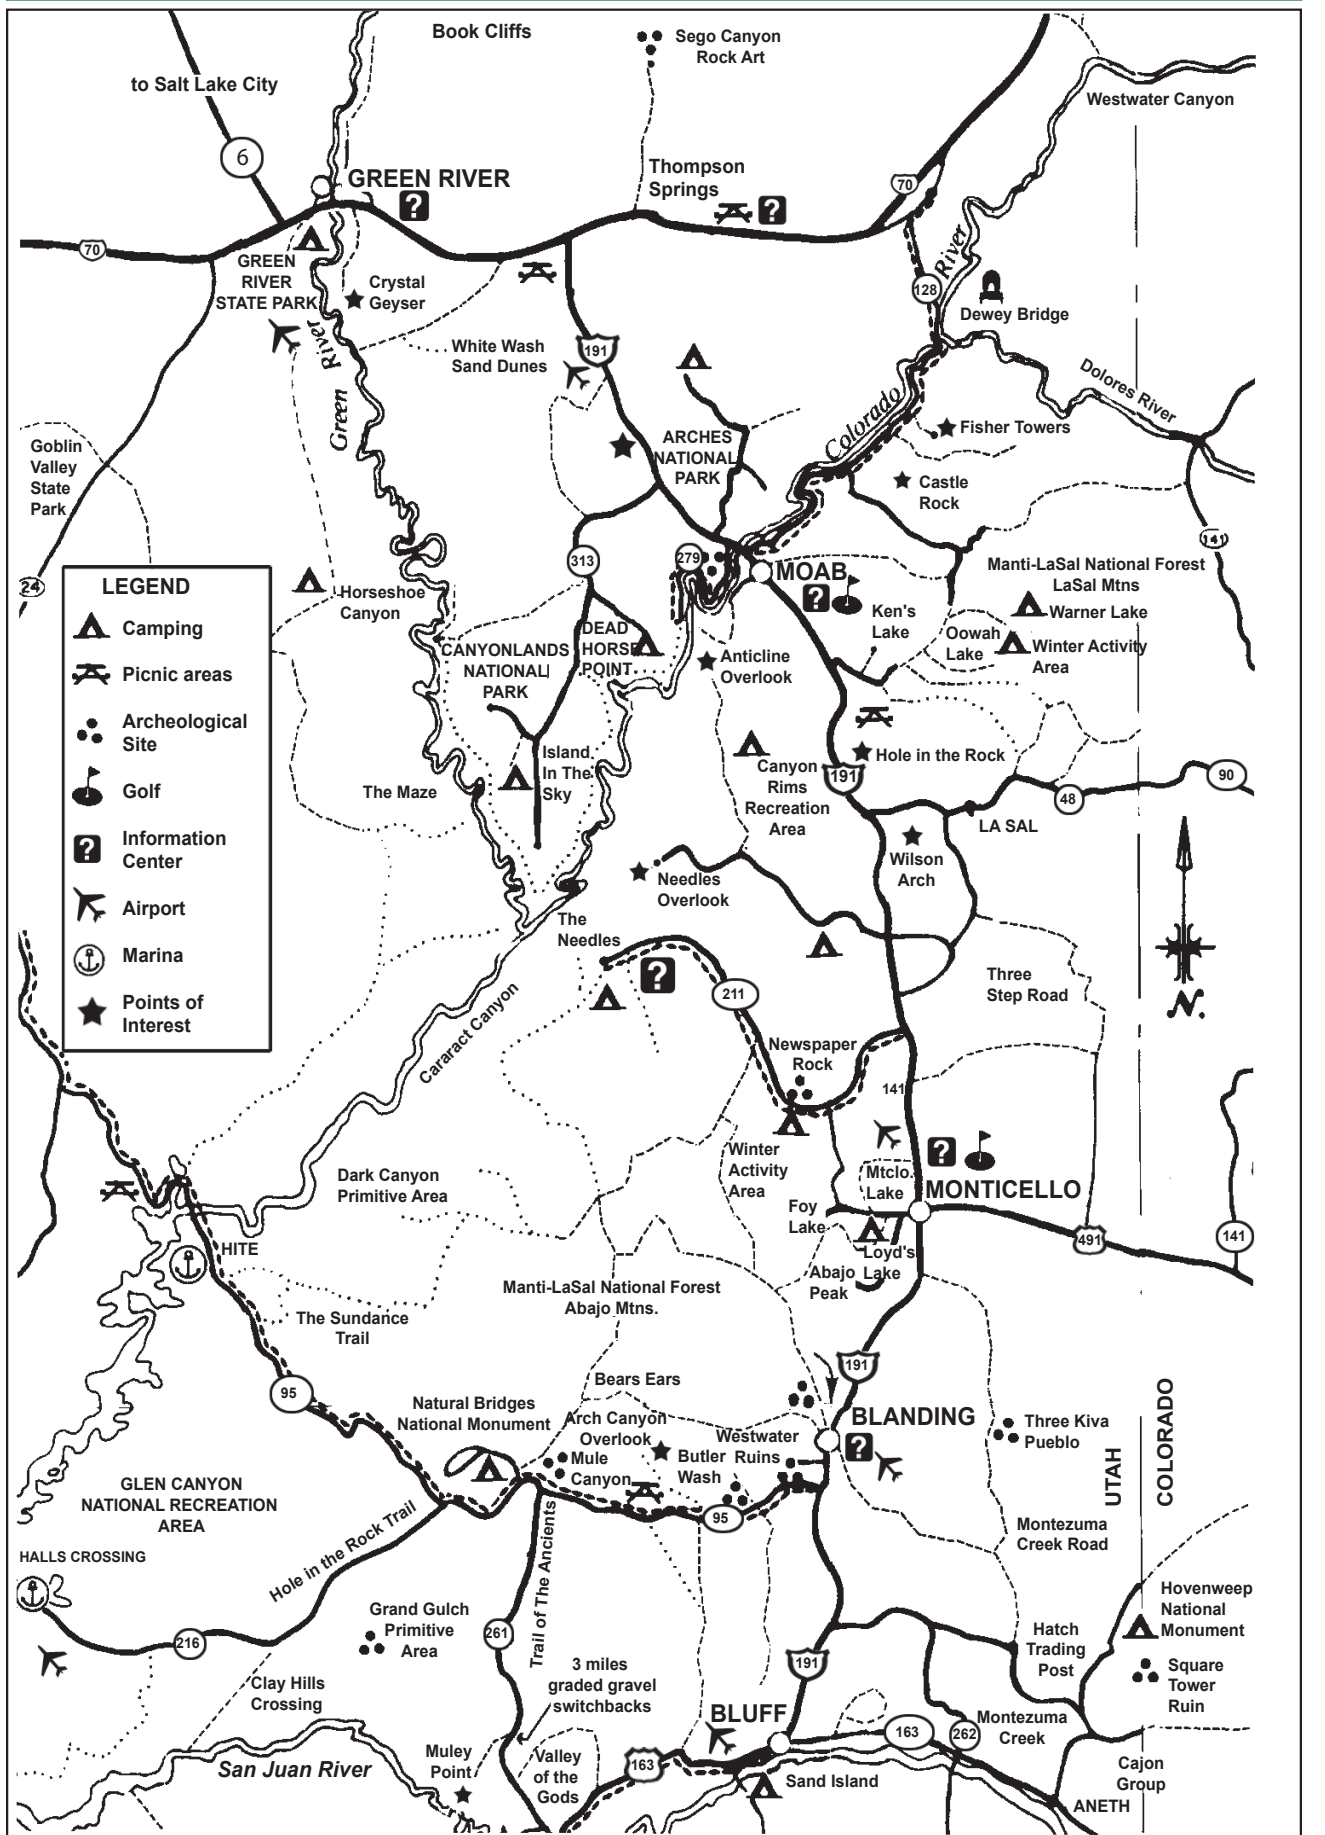 Book Cliffs
Sego Canyon
Rock Art
to Salt Lake City
Westwater Canyon
6
Thompson
Springs
GREEN RIVER
?
?
70
70
GREEN
RIVER
STATE PARK
Crystal
Geyser
River
128
Dewey Bridge
Green
River
White Wash
Sand Dunes
191
Dolores River
Colorado
Goblin
Valley
State
Park
ARCHES
NATIONAL
PARK
Fisher Towers
Castle
Rock
141
313
279
MOAB
?
Manti-LaSal National Forest
LaSal Mtns
Warner Lake
24
LEGEND
Camping
Picnic areas
Archeological
Site
Golf
?
Information
Center
Airport
Marina
Points of
Interest
Horseshoe
Canyon
Ken's
Lake
Oowah
Lake
Winter Activity
Area
CANYONLANDS
NATIONAL
PARK
DEAD
HORSE
POINT
Anticline
Overlook
Island
In The
Sky
The Maze
Canyon
Rims
Recreation
Area
Hole in the Rock
191
90
48
LA SAL
Wilson
Arch
Needles
Overlook
The
Needles
?
211
Three
Step Road
N.
Cararact Canyon
Newspaper
Rock
141
?
Winter
Activity
Area
Mtclo.
Lake
MONTICELLO
Dark Canyon
Primitive Area
Foy
Lake
491
141
HITE
Loyd's
Lake
Abajo
Peak
Manti-LaSal National Forest
Abajo Mtns.
The Sundance
Trail
191
95
Bears Ears
Natural Bridges
National Monument
Arch Canyon
Overlook
BLANDING
?
Three Kiva
Pueblo
UTAH
COLORADO
Mule
Canyon
Butler
Wash
Westwater
Ruins
95
GLEN CANYON
NATIONAL RECREATION
AREA
Hole in the Rock Trail
Trail of The Ancients
Montezuma
Creek Road
HALLS CROSSING
216
Grand Gulch
Primitive
Area
261
Hovenweep
National
Monument
Hatch
Trading
Post
Square
Tower
Ruin
191
3 miles
graded gravel
switchbacks
Clay Hills
Crossing
BLUFF
163
262
Montezuma
Creek
San Juan River
Muley
Point
Valley
of the
Gods
163
Sand Island
Cajon
Group
ANETH